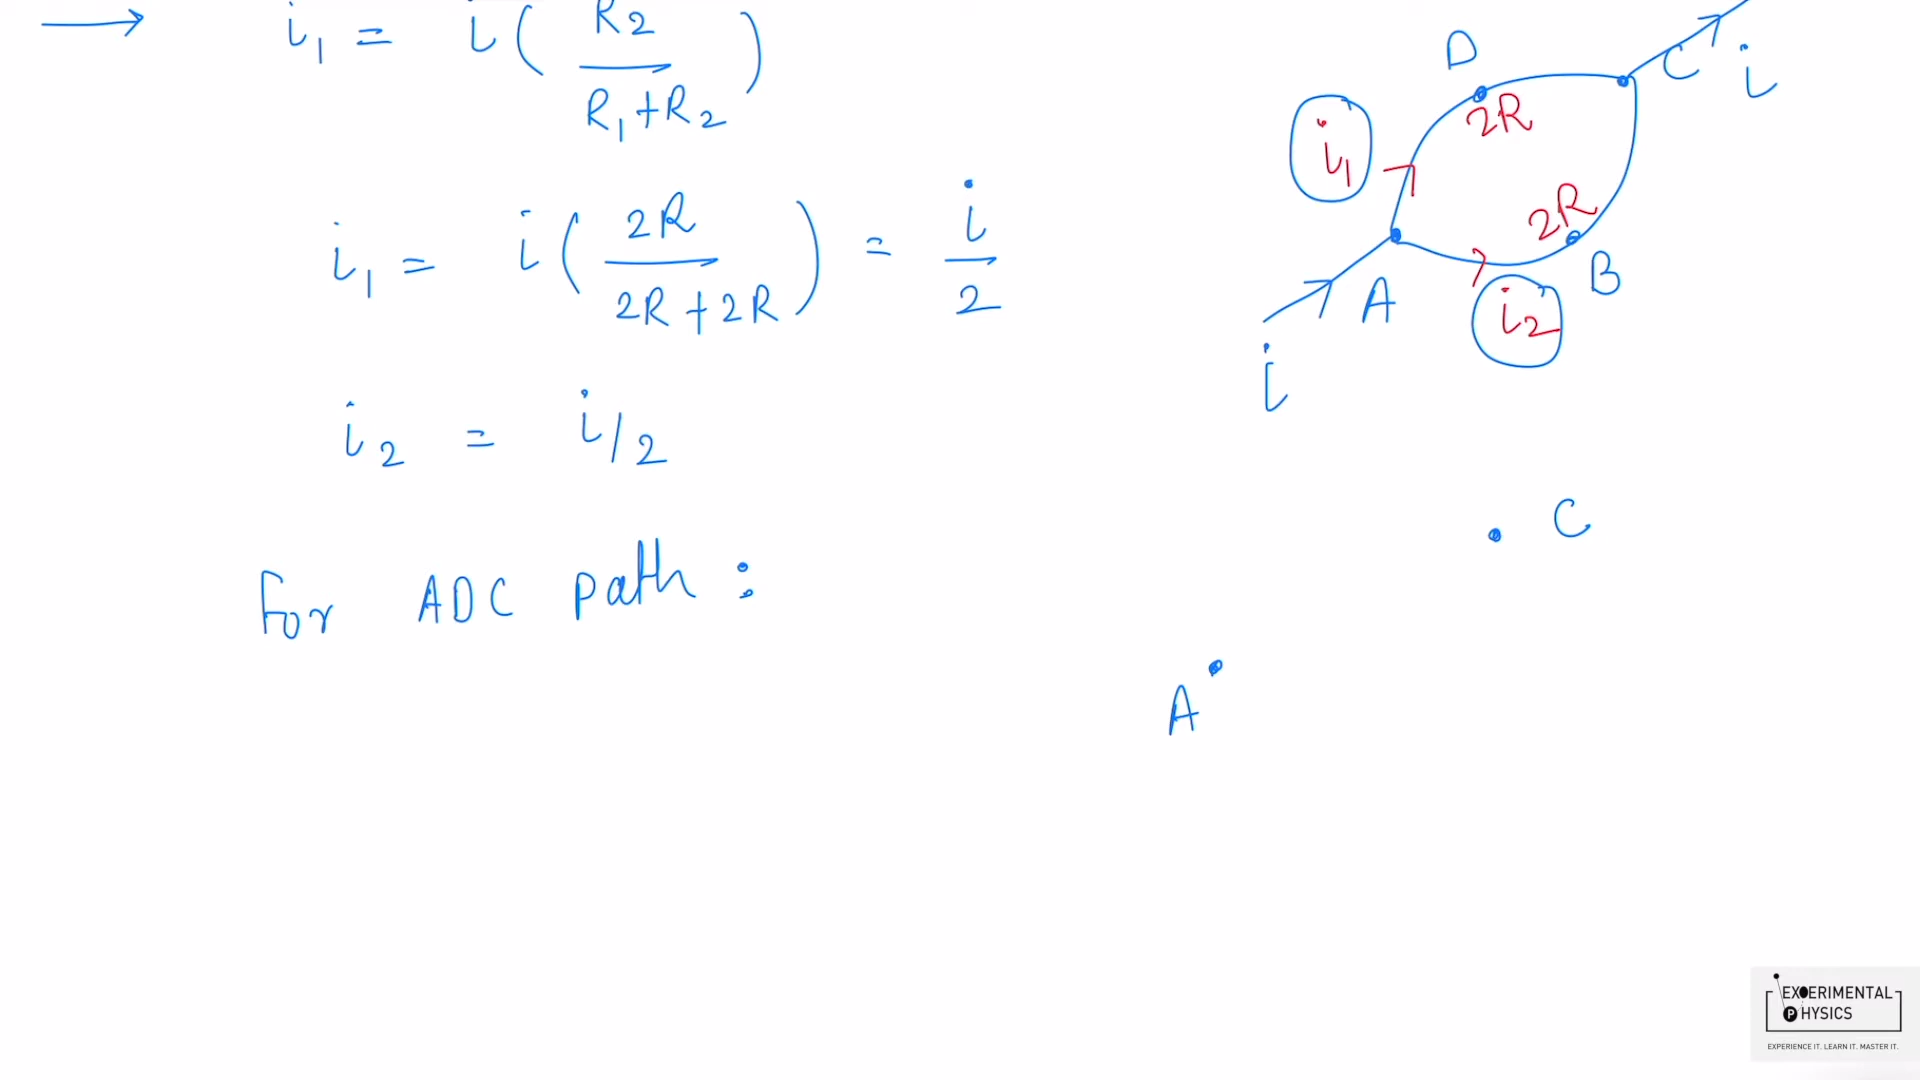 → i₁ = i ( R₂ / R₁+R₂ )
i₁ = i ( 2R / 2R+2R ) = i / 2
i₂ = i/2
For ADC path :
D
C
i
2R
i₁
2R
B
A
i₂
i
C
A
EXPERIMENTAL
PHYSICS
EXPERIENCE IT. LEARN IT. MASTER IT.